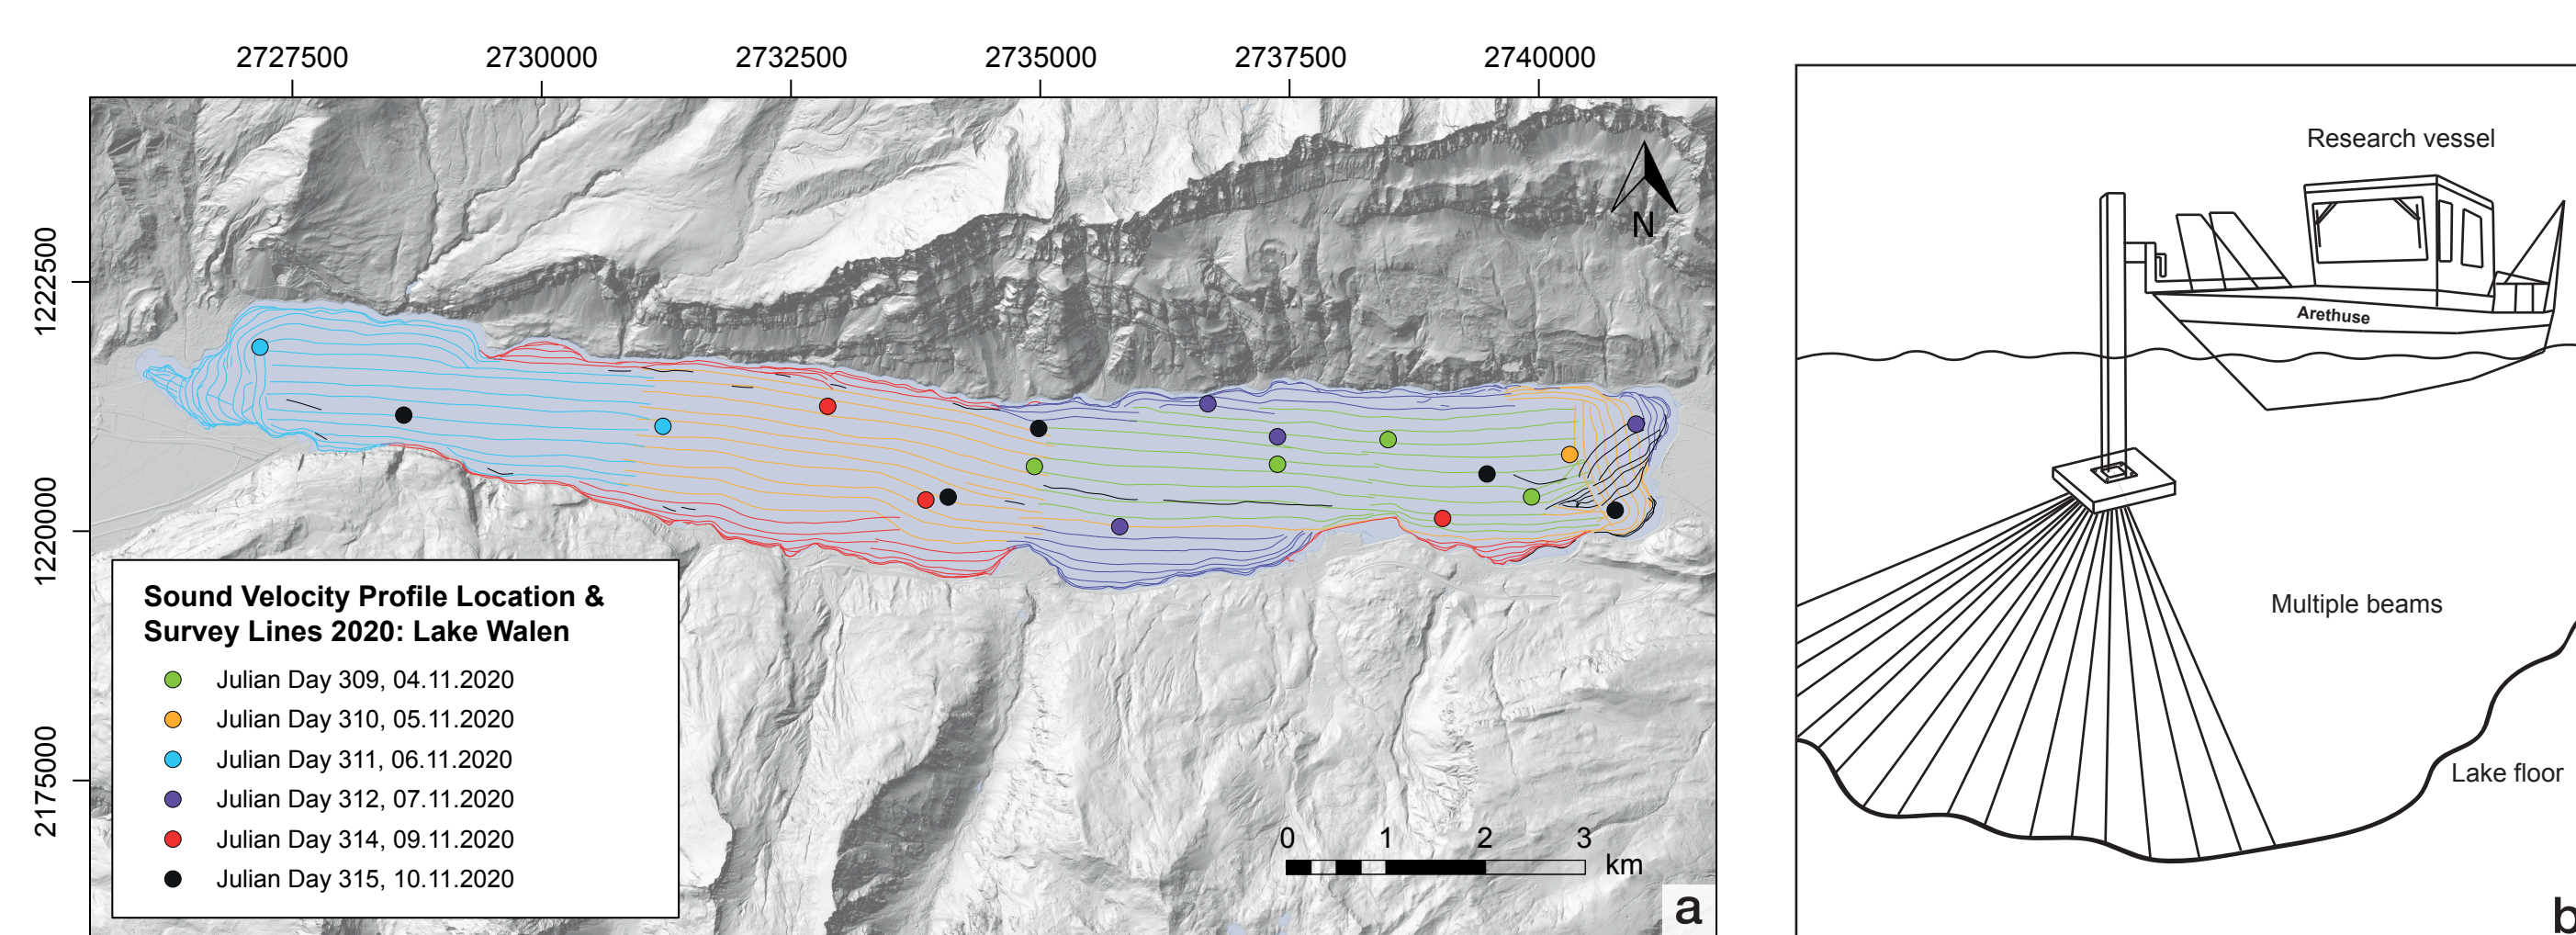 2727500 2730000 2732500 2735000 2737500 2740000
1222500
1220000
2175000
N
Sound Velocity Profile Location &
Survey Lines 2020: Lake Walen
Julian Day 309, 04.11.2020
Julian Day 310, 05.11.2020
Julian Day 311, 06.11.2020
Julian Day 312, 07.11.2020
Julian Day 314, 09.11.2020
Julian Day 315, 10.11.2020
0 1 2 3
km
a
Research vessel
Arethuse
Multiple beams
Lake floor
b